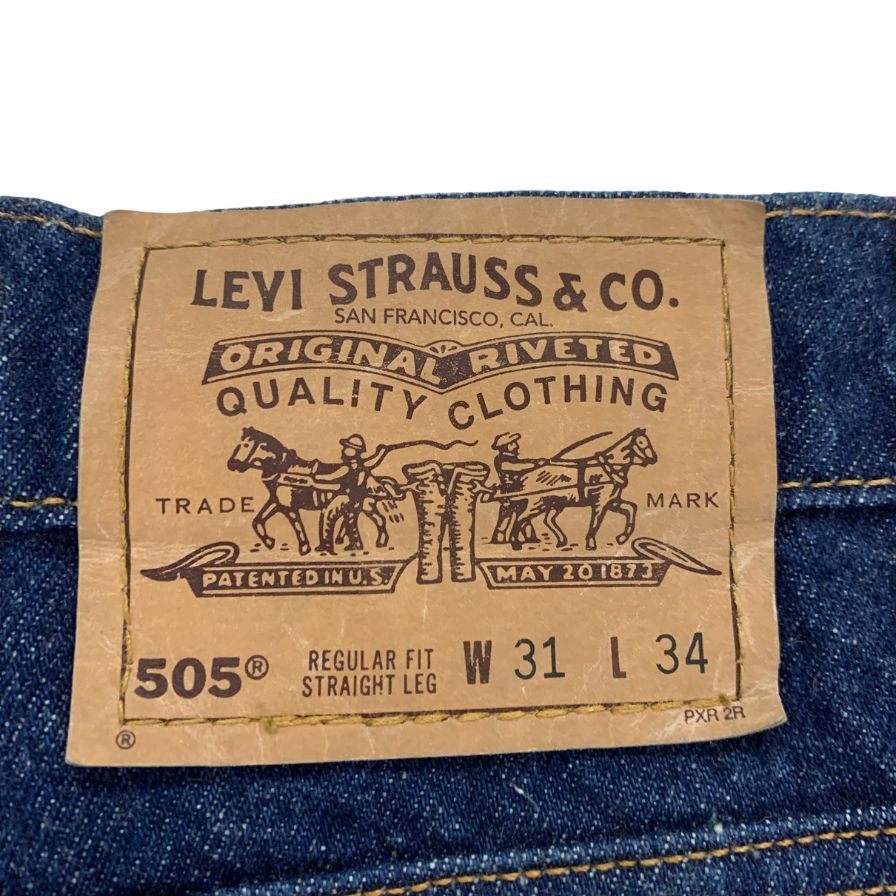 LEVI STRAUSS & CO.
SAN FRANCISCO, CAL.
ORIGINAL RIVETED
QUALITY CLOTHING
TRADE MARK
PATENTED IN U.S. MAY 20 1873
505® REGULAR FIT W 31 L 34
STRAIGHT LEG
® PXR 2R